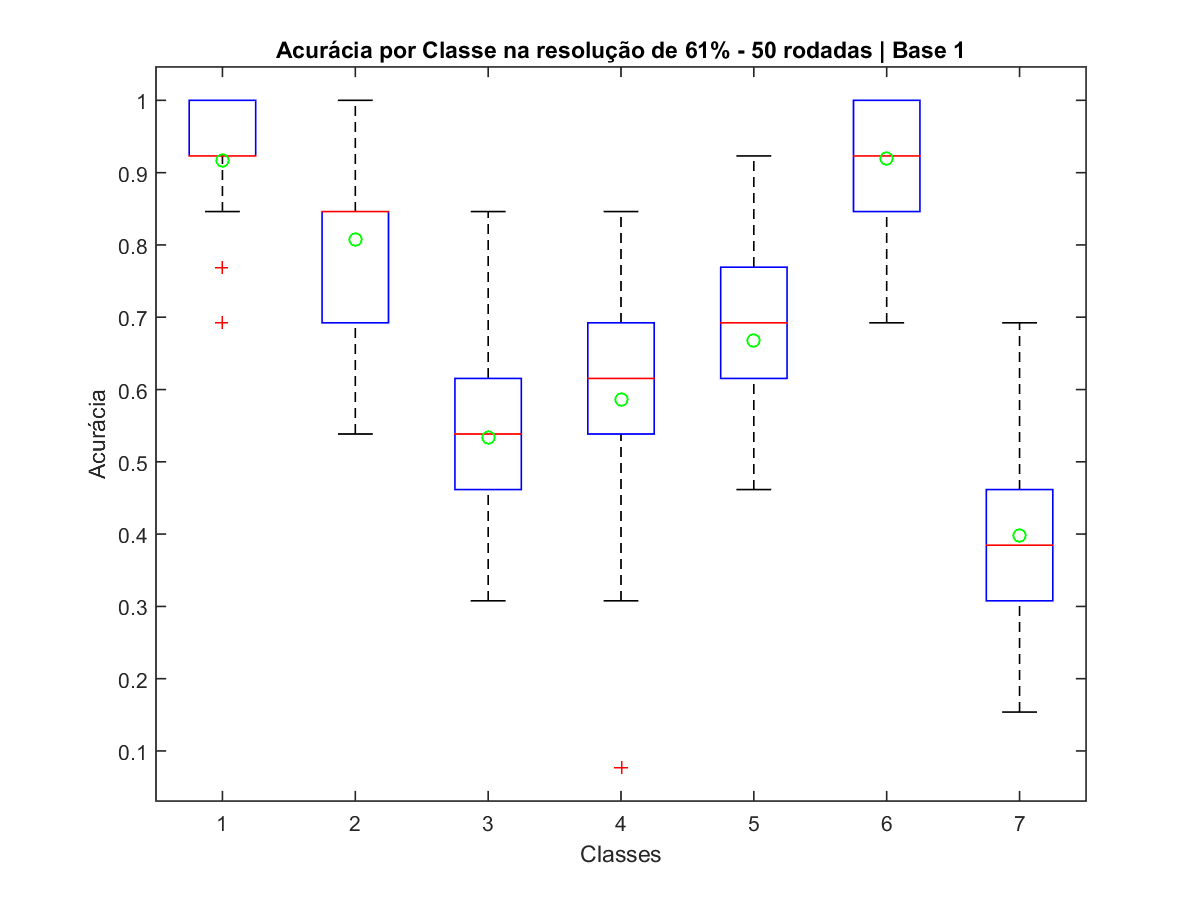 Acurácia por Classe na resolução de 61% - 50 rodadas | Base 1
1
0.9
0.8
0.7
0.6
0.5
0.4
0.3
0.2
0.1
Acurácia
1 2 3 4 5 6 7
Classes